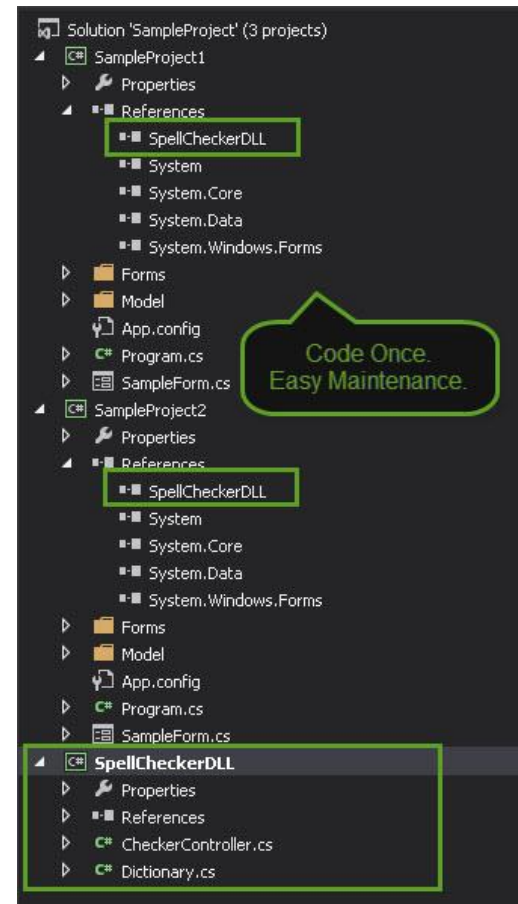 Solution 'SampleProject' (3 projects)
SampleProject1
Properties
References
SpellCheckerDLL
System
System.Core
System.Data
System.Windows.Forms
Forms
Model
App.config
Program.cs
SampleForm.cs
Code Once.
Easy Maintenance.
SampleProject2
Properties
References
SpellCheckerDLL
System
System.Core
System.Data
System.Windows.Forms
Forms
Model
App.config
Program.cs
SampleForm.cs
SpellCheckerDLL
Properties
References
CheckerController.cs
Dictionary.cs